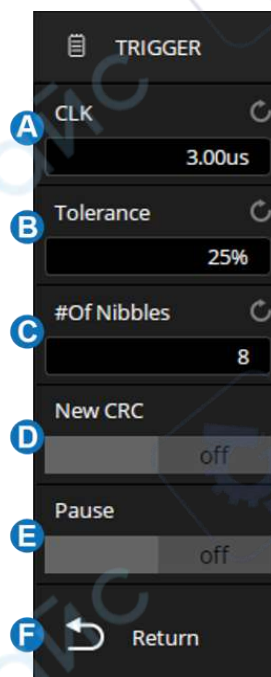 TRIGGER
A
CLK
3.00us
B
Tolerance
25%
C
#Of Nibbles
8
D
New CRC
off
E
Pause
off
F
Return